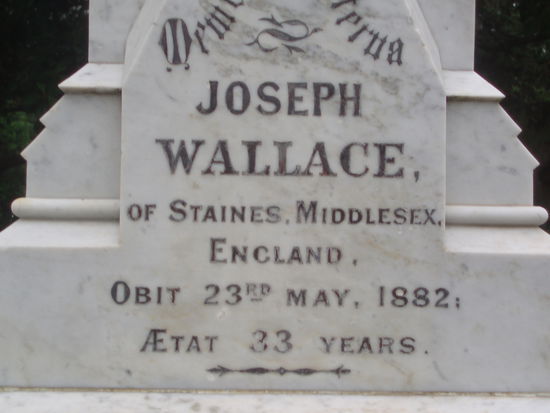 JOSEPH
WALLACE,
OF STAINES, MIDDLESEX,
ENGLAND,
OBIT 23RD MAY, 1882;
ÆTAT 33 YEARS.